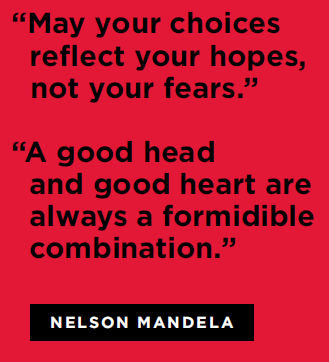 “May your choices
reflect your hopes,
not your fears.”
“A good head
and good heart are
always a formidible
combination.”
NELSON MANDELA